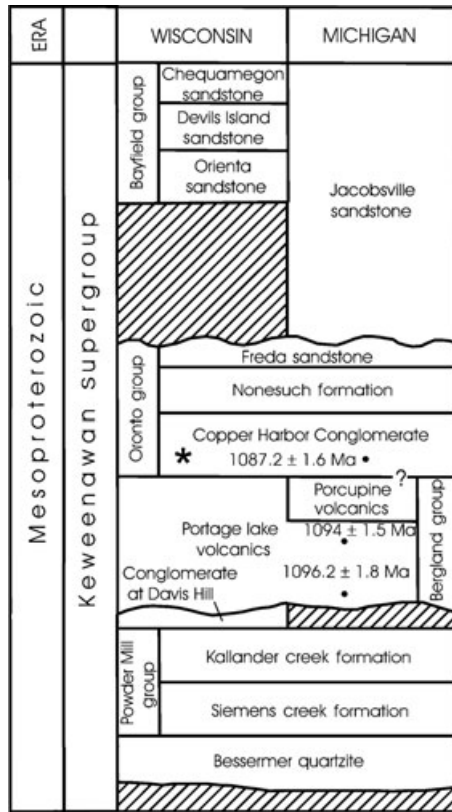 ERA
WISCONSIN
MICHIGAN
Mesoproterozoic
Keweenawan supergroup
Bayfield group
Chequamegon
sandstone
Devils Island
sandstone
Orienta
sandstone
Jacobsville
sandstone
Oronto group
Freda sandstone
Nonesuch formation
Copper Harbor Conglomerate
* 1087.2 ± 1.6 Ma •
?
Porcupine
volcanics
Portage lake
volcanics
1094 ± 1.5 Ma
•
1096.2 ± 1.8 Ma
•
Conglomerate
at Davis Hill
Bergland group
Powder Mill
group
Kallander creek formation
Siemens creek formation
Bessermer quartzite